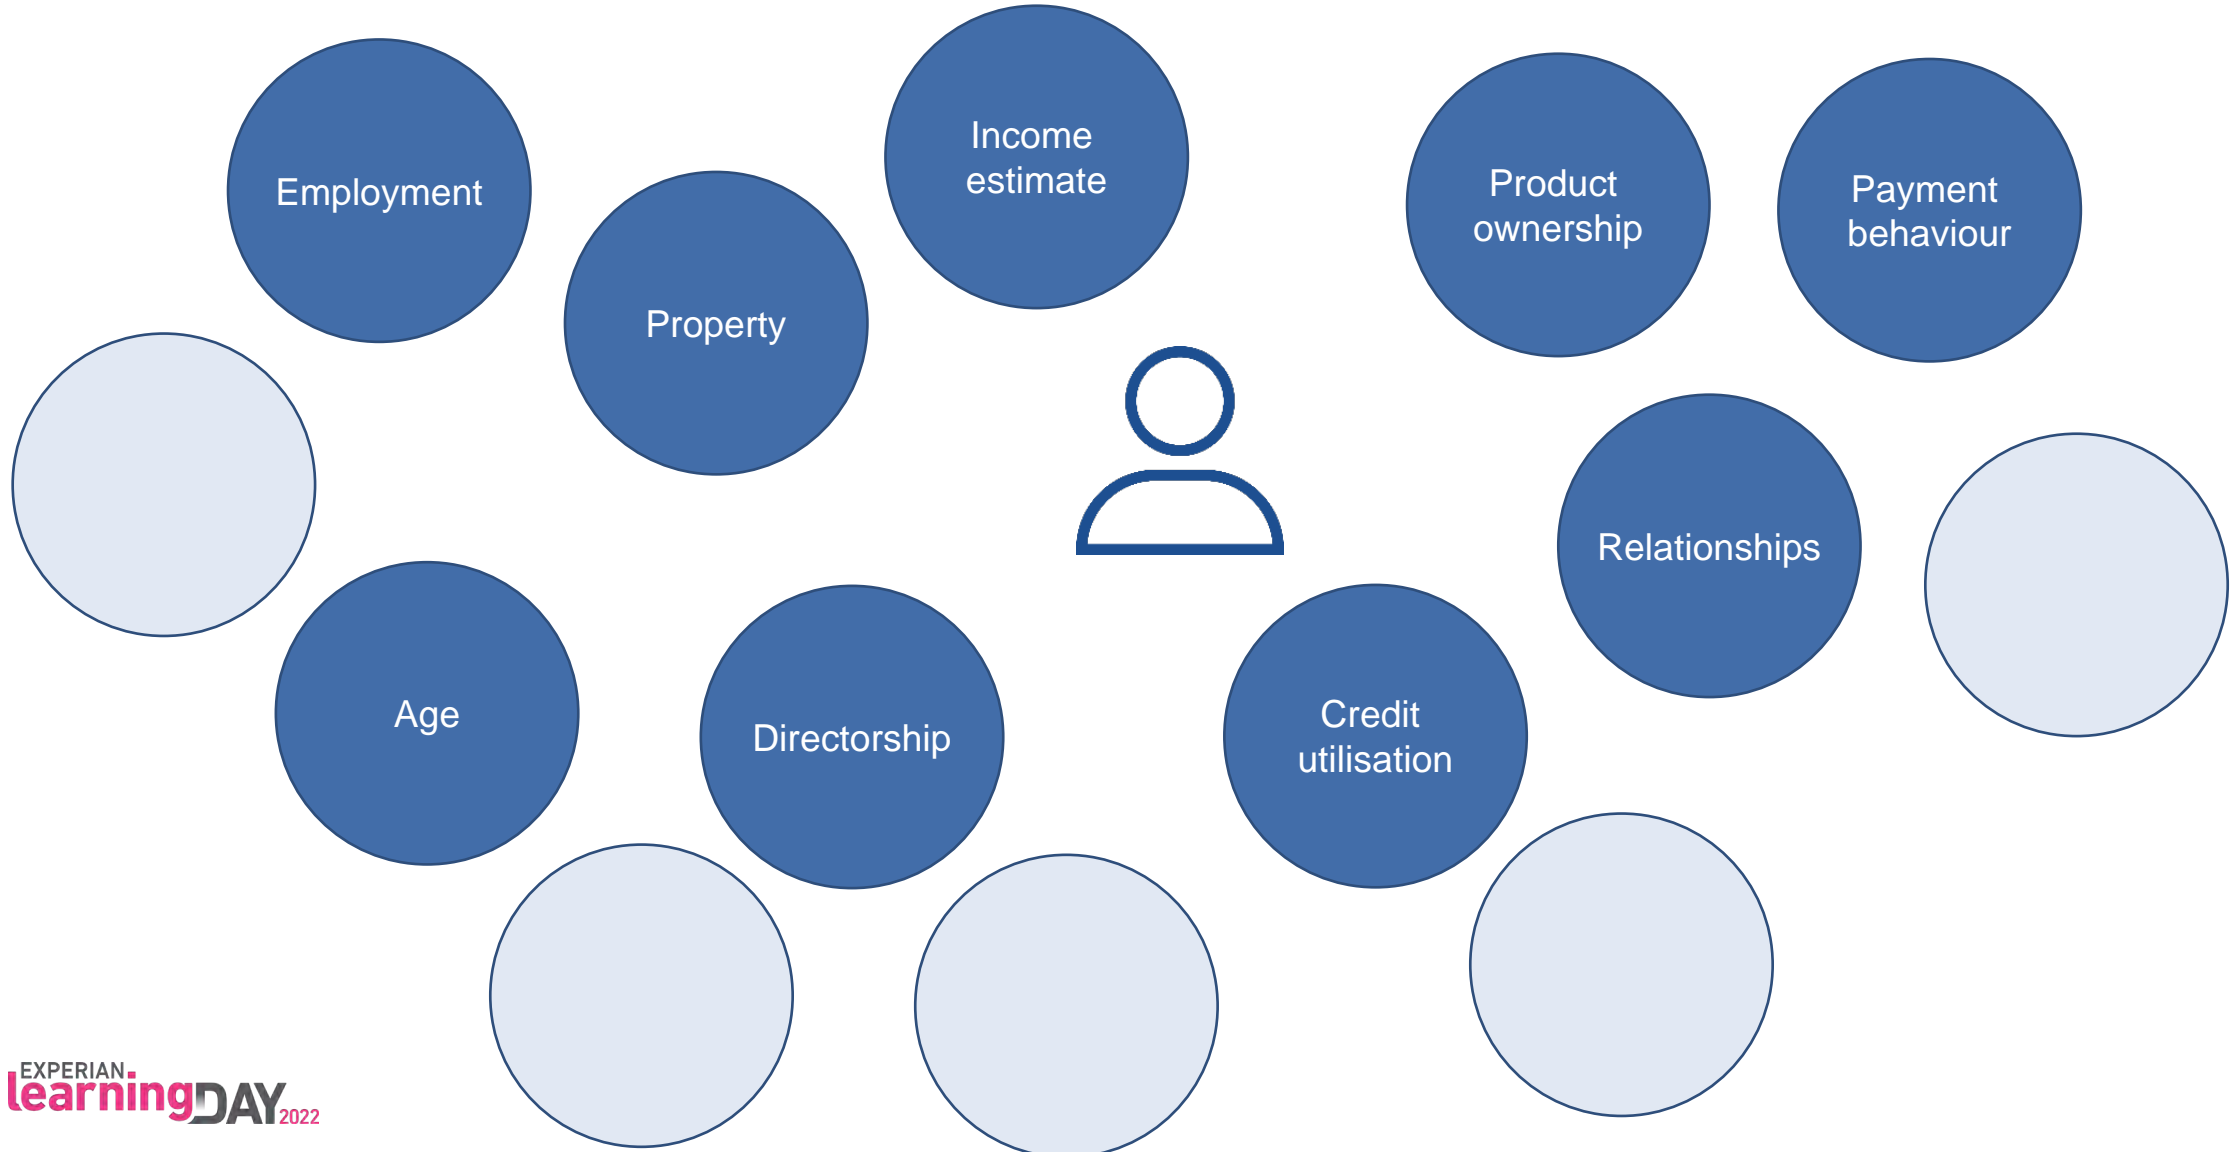 Employment
Property
Income
estimate
Product
ownership
Payment
behaviour
Relationships
Age
Directorship
Credit
utilisation
EXPERIAN
learningDAY2022